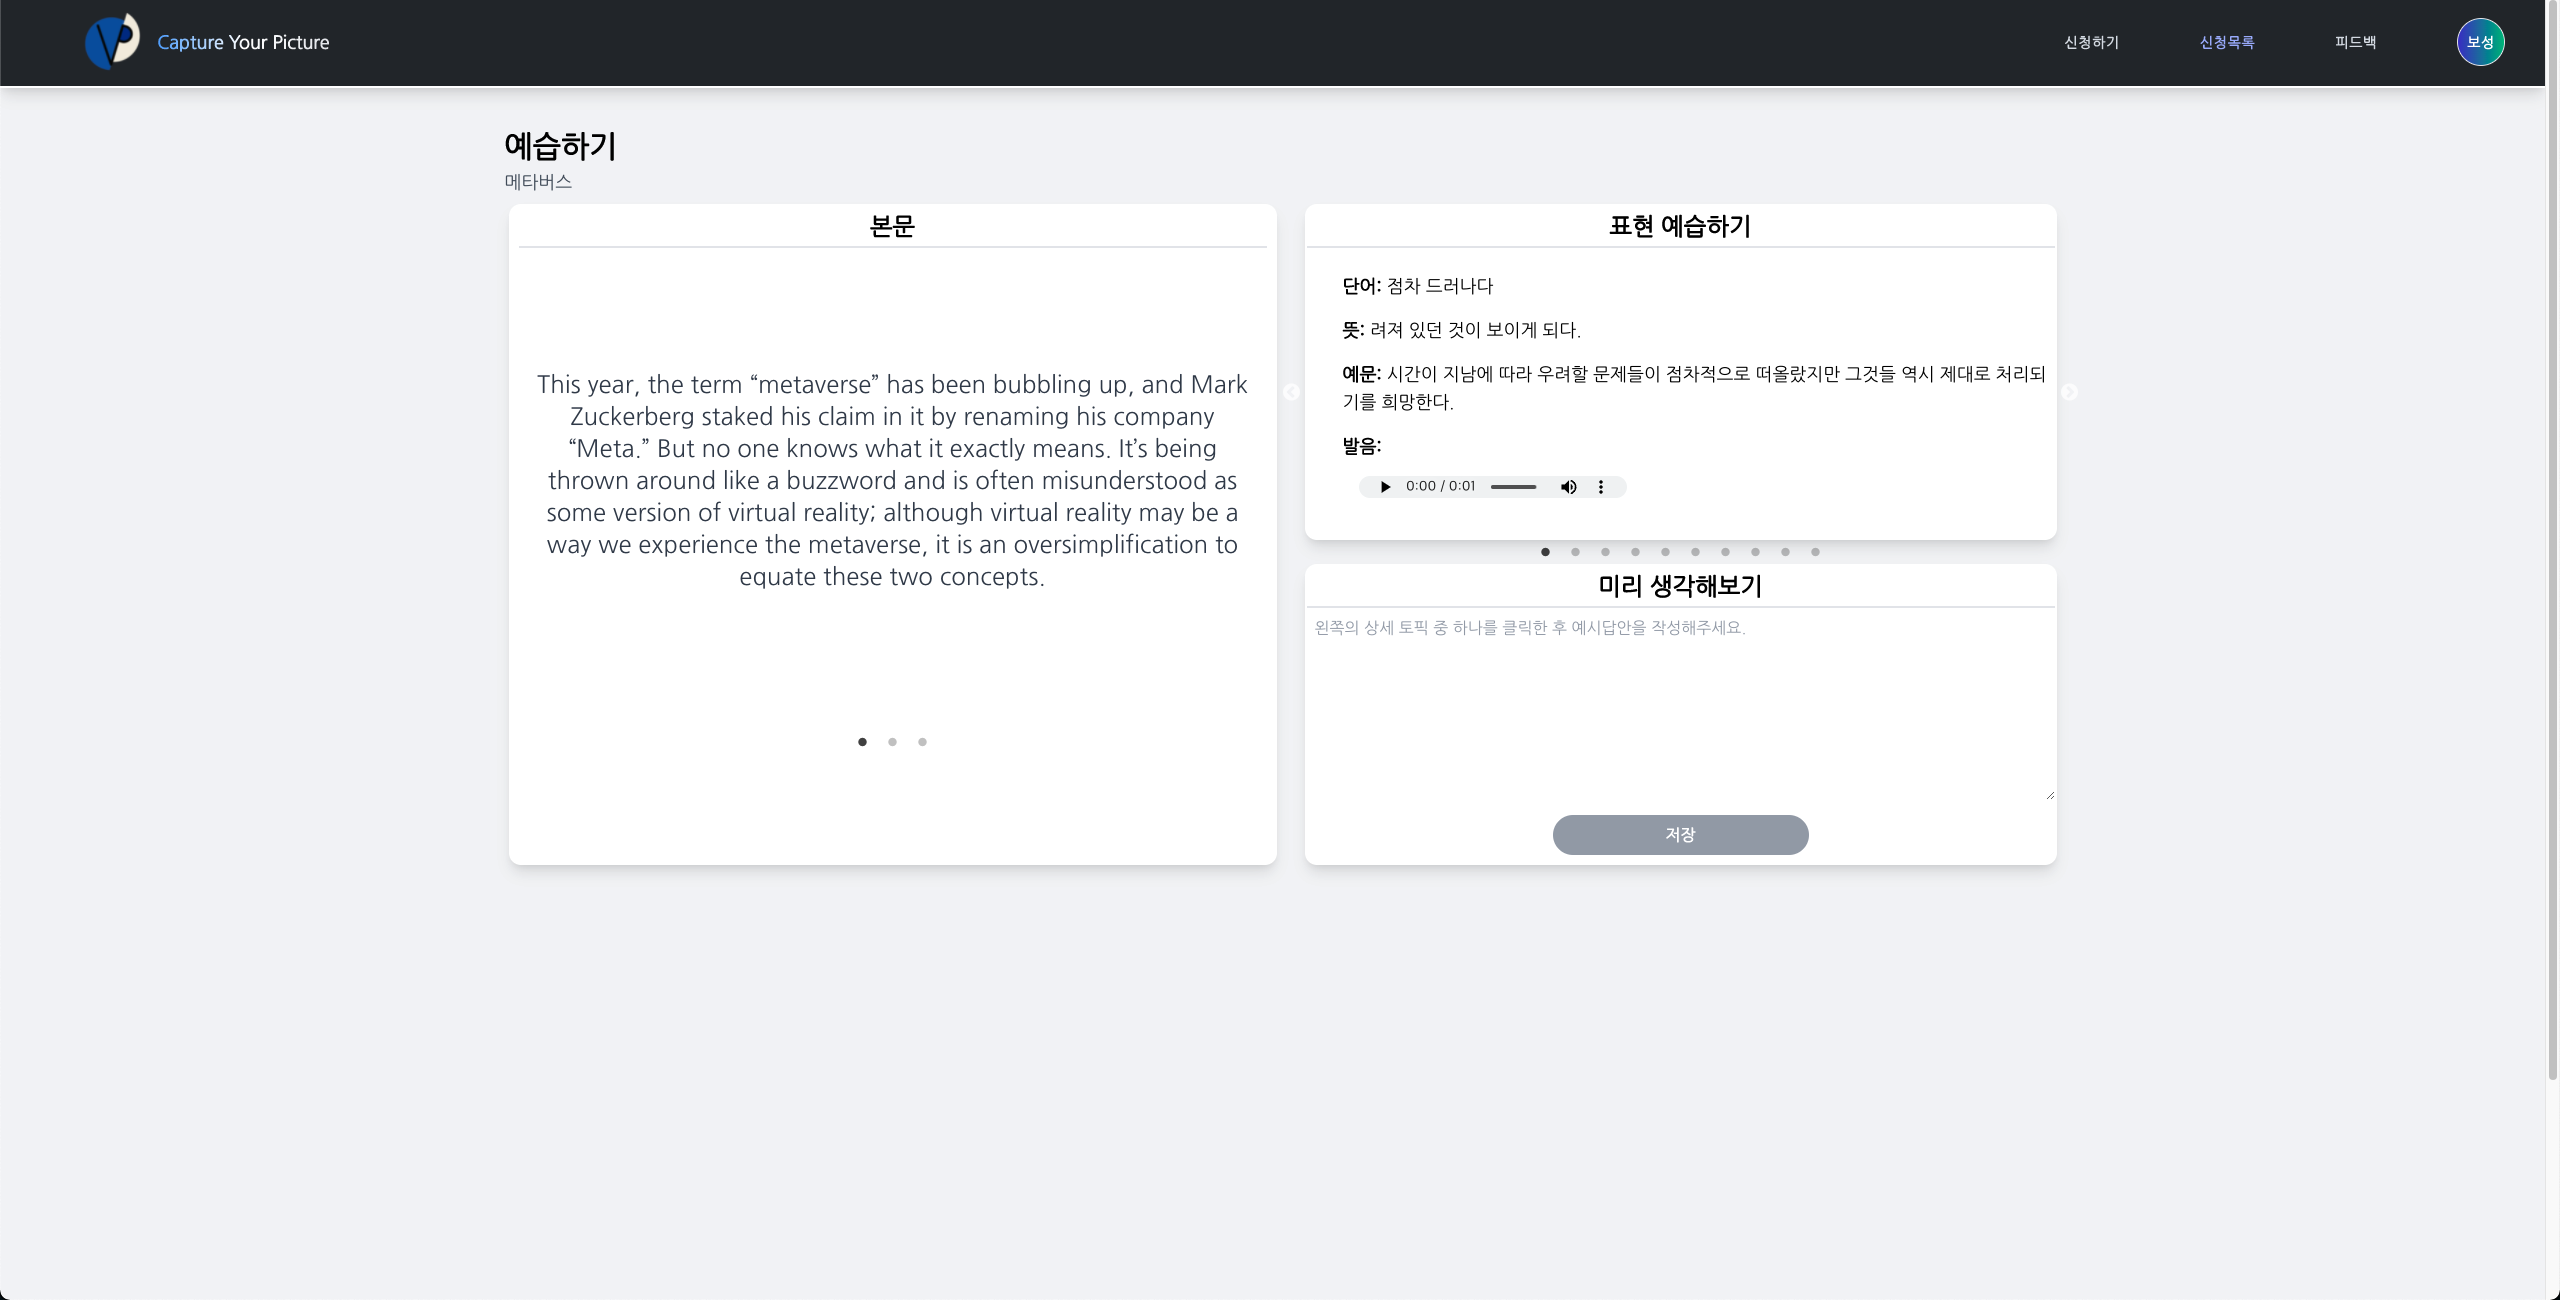 VP
Capture Your Picture
신청하기
신청목록
피드백
보성
예습하기
메타버스
본문
This year, the term “metaverse” has been bubbling up, and Mark
Zuckerberg staked his claim in it by renaming his company
“Meta.” But no one knows what it exactly means. It’s being
thrown around like a buzzword and is often misunderstood as
some version of virtual reality; although virtual reality may be a
way we experience the metaverse, it is an oversimplification to
equate these two concepts.
표현 예습하기
단어: 점차 드러나다
뜻: 려져 있던 것이 보이게 되다.
예문: 시간이 지남에 따라 우려할 문제들이 점차적으로 떠올랐지만 그것들 역시 제대로 처리되
기를 희망한다.
발음:
0:00 / 0:01
미리 생각해보기
왼쪽의 상세 토픽 중 하나를 클릭한 후 예시답안을 작성해주세요.
저장